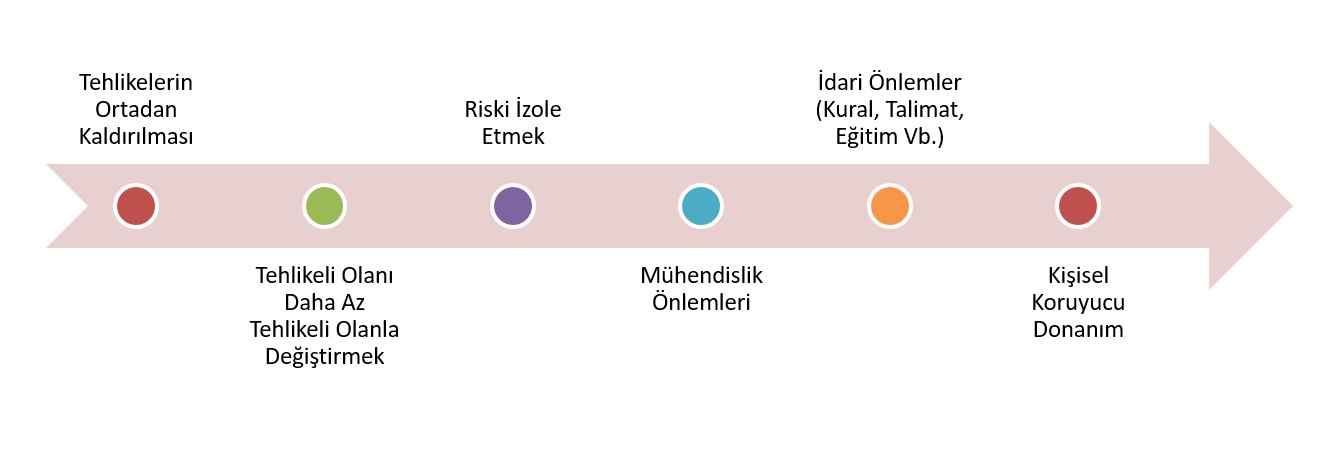 Tehlikelerin
Ortadan
Kaldırılması
Tehlikeli Olanı
Daha Az
Tehlikeli Olanla
Değiştirmek
Riski İzole
Etmek
Mühendislik
Önlemleri
İdari Önlemler
(Kural, Talimat,
Eğitim Vb.)
Kişisel
Koruyucu
Donanım